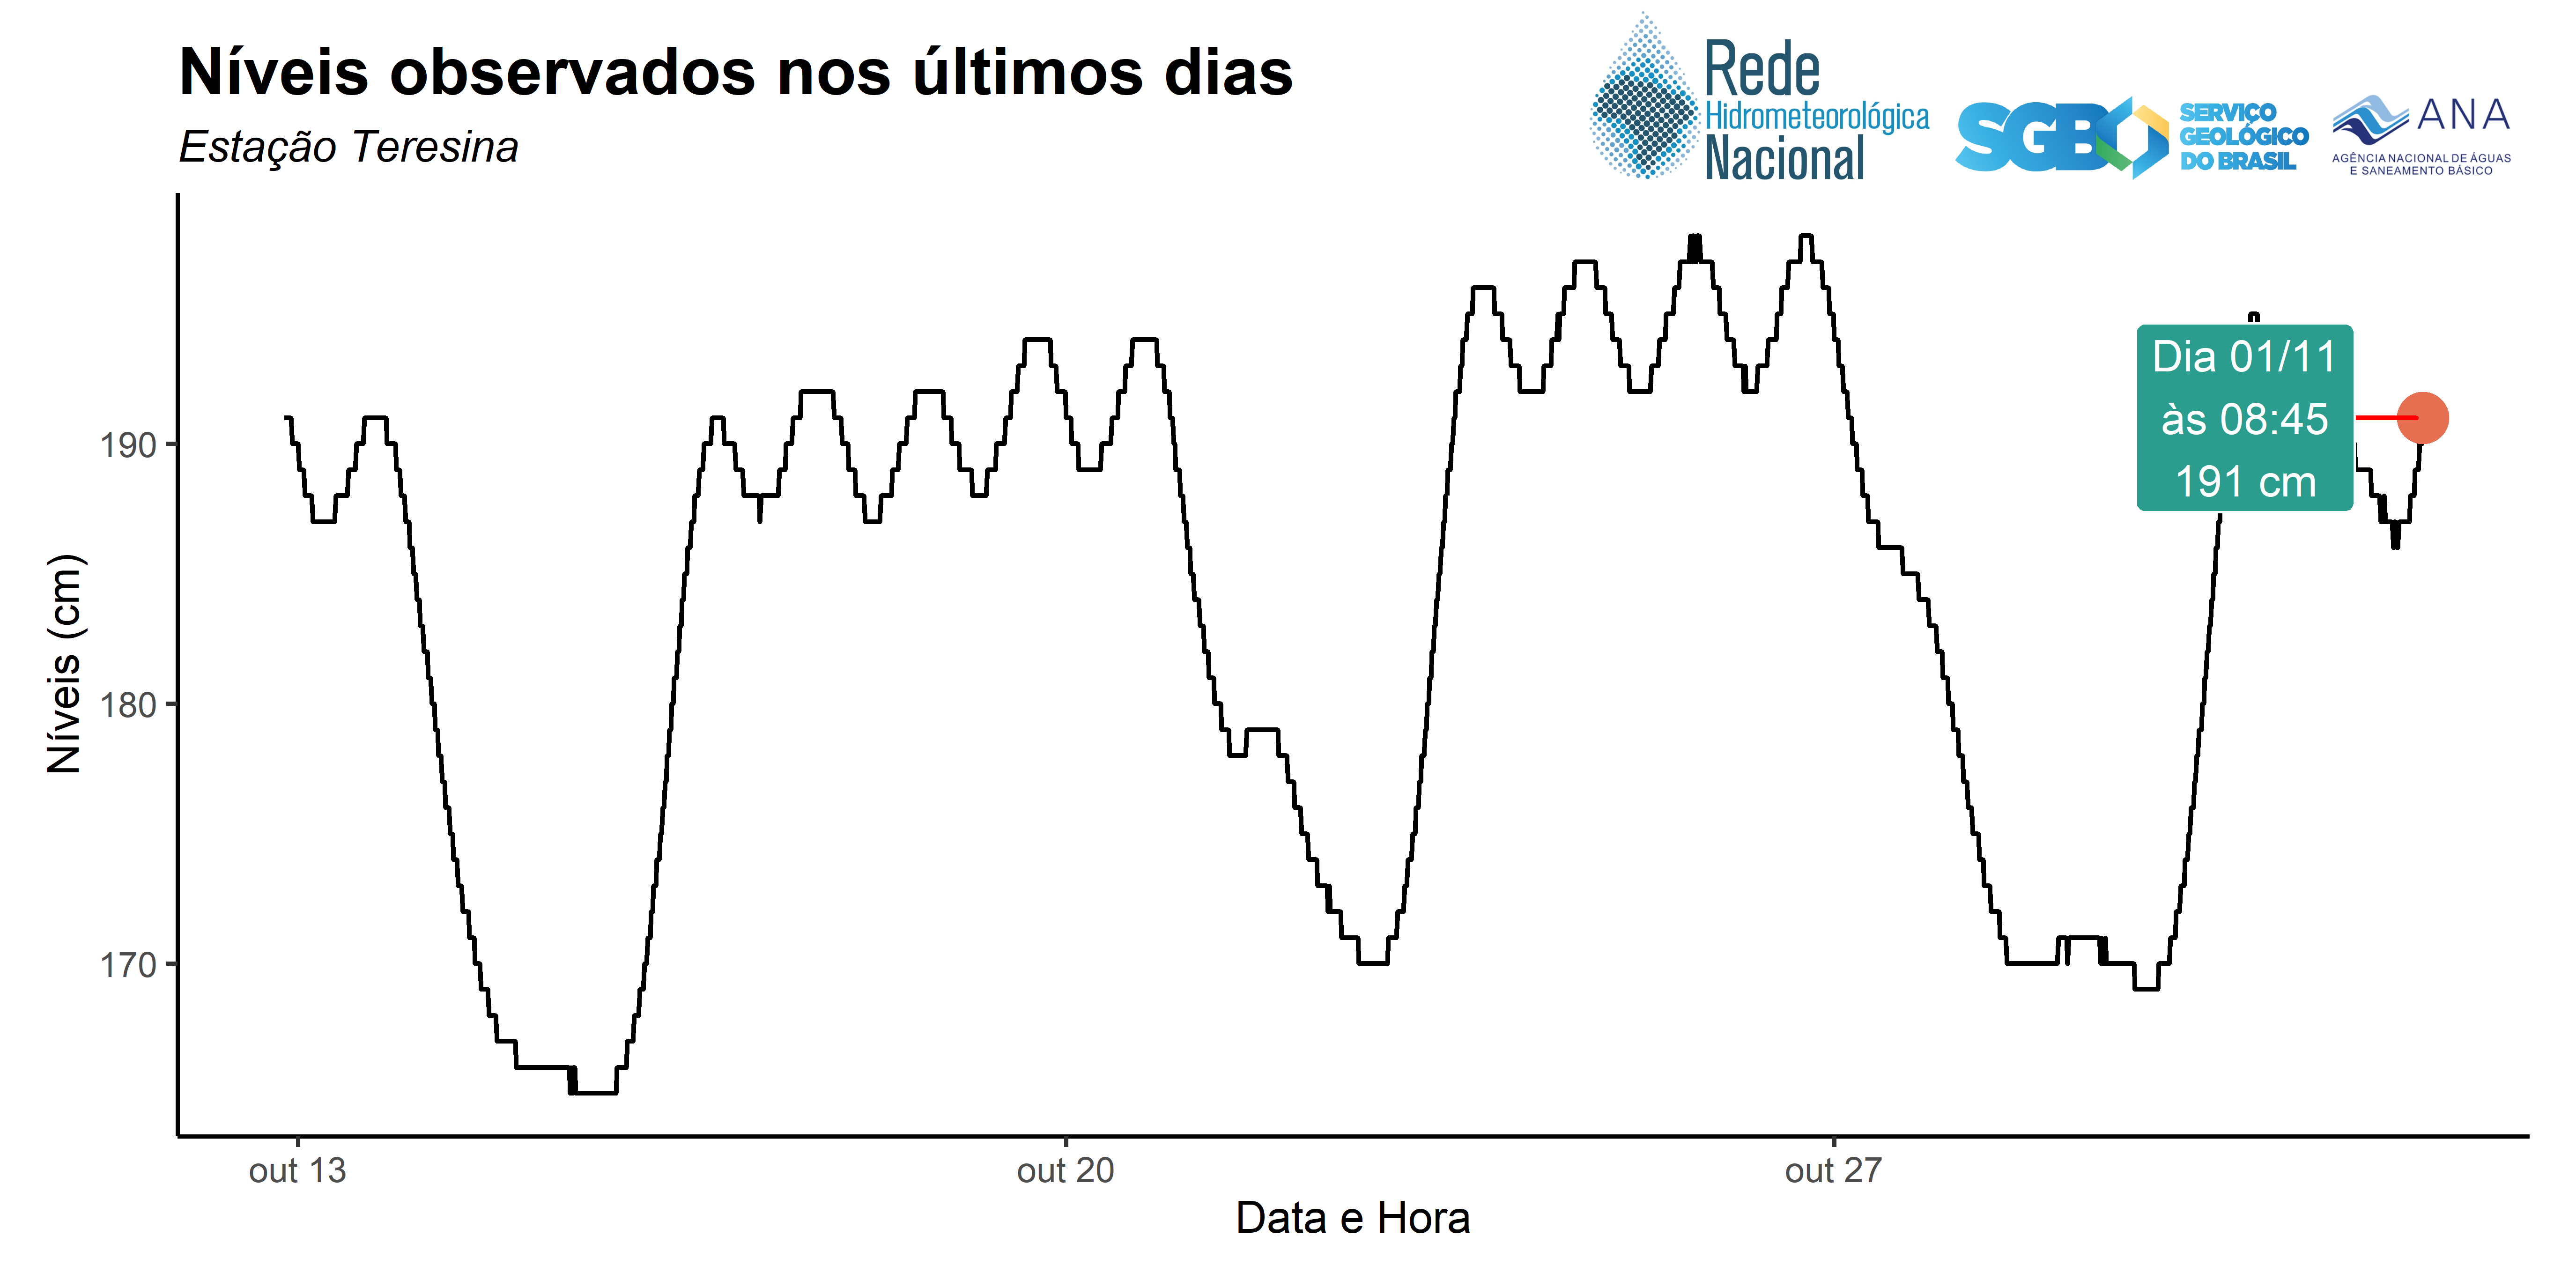 Níveis observados nos últimos dias
Estação Teresina
Rede
Hidrometeorológica
Nacional
SGB
SERVIÇO
GEOLÓGICO
DO BRASIL
ANA
AGÊNCIA NACIONAL DE ÁGUAS
E SANEAMENTO BÁSICO
Níveis (cm)
190
180
170
Dia 01/11
às 08:45
191 cm
out 13
out 20
out 27
Data e Hora